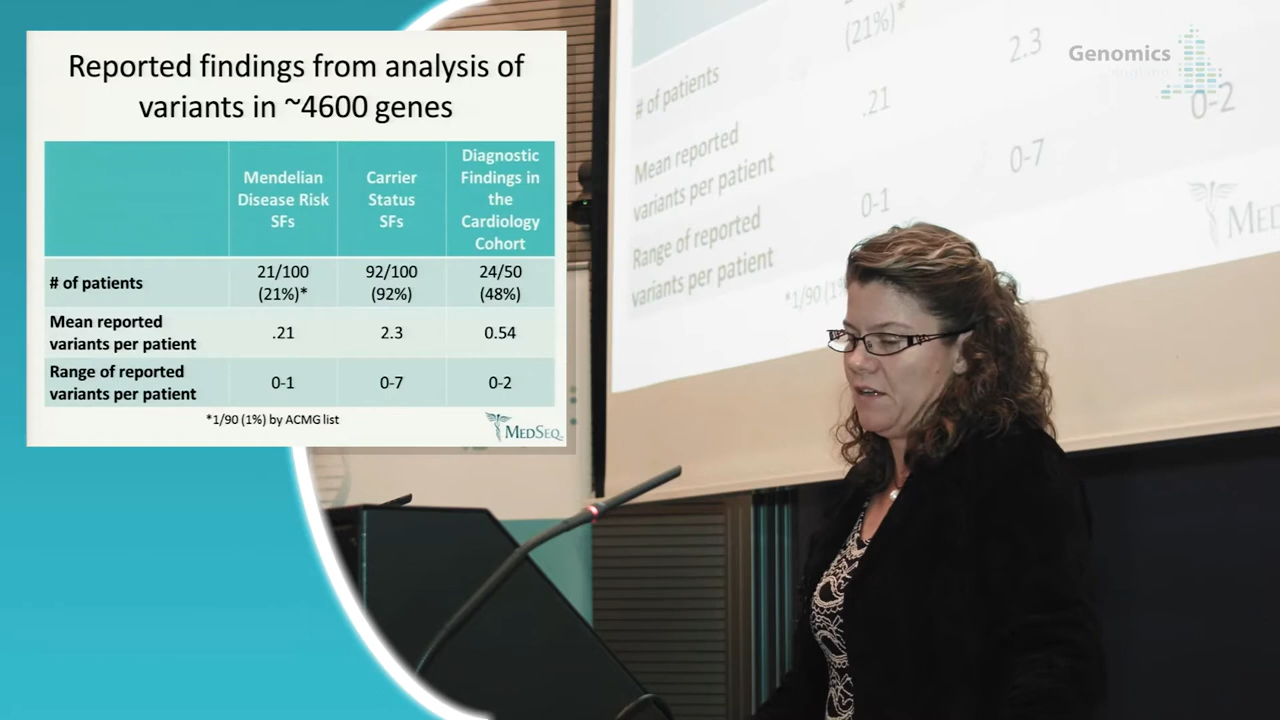 Reported findings from analysis of
variants in ~4600 genes
Mendelian
Disease Risk
SFs
Carrier
Status
SFs
Diagnostic
Findings in
the
Cardiology
Cohort
# of patients
21/100
(21%)*
92/100
(92%)
24/50
(48%)
Mean reported
variants per patient
.21
2.3
0.54
Range of reported
variants per patient
0-1
0-7
0-2
*1/90 (1%) by ACMG list
MEDSEQ
(21%)*
# of patients
.21
2.3
Mean reported
variants per patient
0-1
0-7
0-2
Range of reported
variants per patient
*1/90 (1%
MED
Genomics